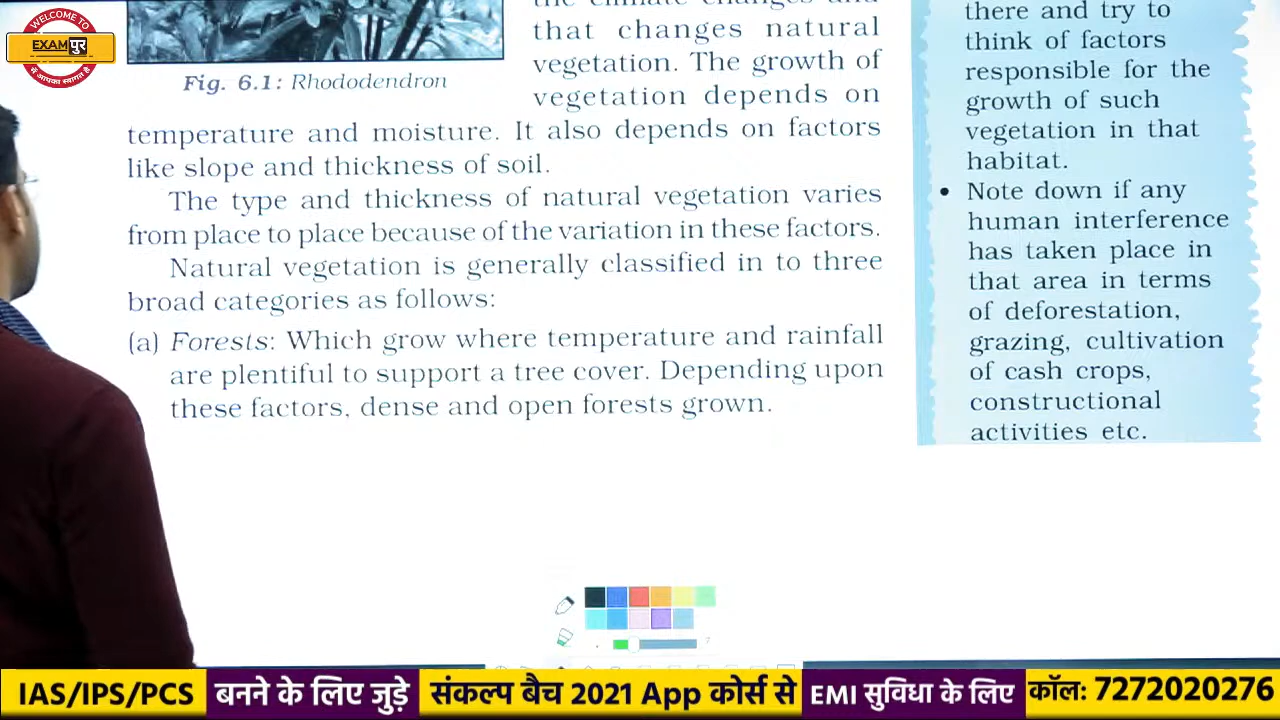 WELCOME TO
EXAMपुर
में आपका स्वागत है
the climate changes and
that changes natural
vegetation. The growth of
vegetation depends on
Fig. 6.1: Rhododendron
temperature and moisture. It also depends on factors
like slope and thickness of soil.
The type and thickness of natural vegetation varies
from place to place because of the variation in these factors.
Natural vegetation is generally classified in to three
broad categories as follows:
(a) Forests: Which grow where temperature and rainfall
are plentiful to support a tree cover. Depending upon
these factors, dense and open forests grown.
there and try to
think of factors
responsible for the
growth of such
vegetation in that
habitat.
• Note down if any
human interference
has taken place in
that area in terms
of deforestation,
grazing, cultivation
of cash crops,
constructional
activities etc.
7
IAS/IPS/PCS बनने के लिए जुड़े संकल्प बैच 2021 App कोर्स से EMI सुविधा के लिए कॉल: 7272020276